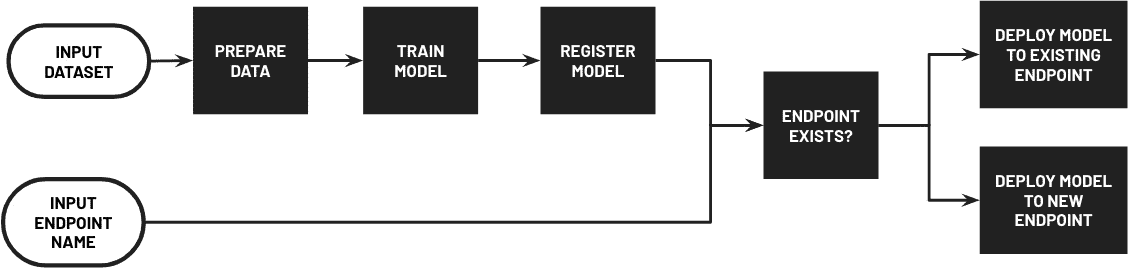 INPUT
DATASET
PREPARE
DATA
TRAIN
MODEL
REGISTER
MODEL
INPUT
ENDPOINT
NAME
ENDPOINT
EXISTS?
DEPLOY MODEL
TO EXISTING
ENDPOINT
DEPLOY MODEL
TO NEW
ENDPOINT